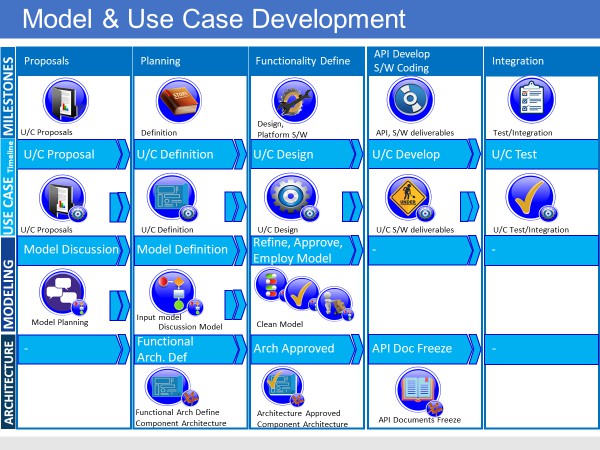 Model & Use Case Development
MILESTONES
Proposals
Planning
Functionality Define
API Develop
S/W Coding
Integration
U/C Proposals
STORY
Definition
Design,
Platform S/W
API, S/W deliverables
Test/Integration
USE CASE Timeline
U/C Proposal
U/C Definition
U/C Design
U/C Develop
U/C Test
U/C Proposals
U/C Definition
U/C Design
UNDER
U/C S/W deliverables
U/C Test/Integration
MODELING
Model Discussion
Model Definition
Refine, Approve,
Employ Model
-
-
Model Planning
Input model
Discussion Model
Clean Model
ARCHITECTURE
-
Functional
Arch. Def
Arch Approved
API Doc Freeze
-
Functional Arch Define
Component Architecture
Architecture Approved
Component Architecture
API Documents Freeze